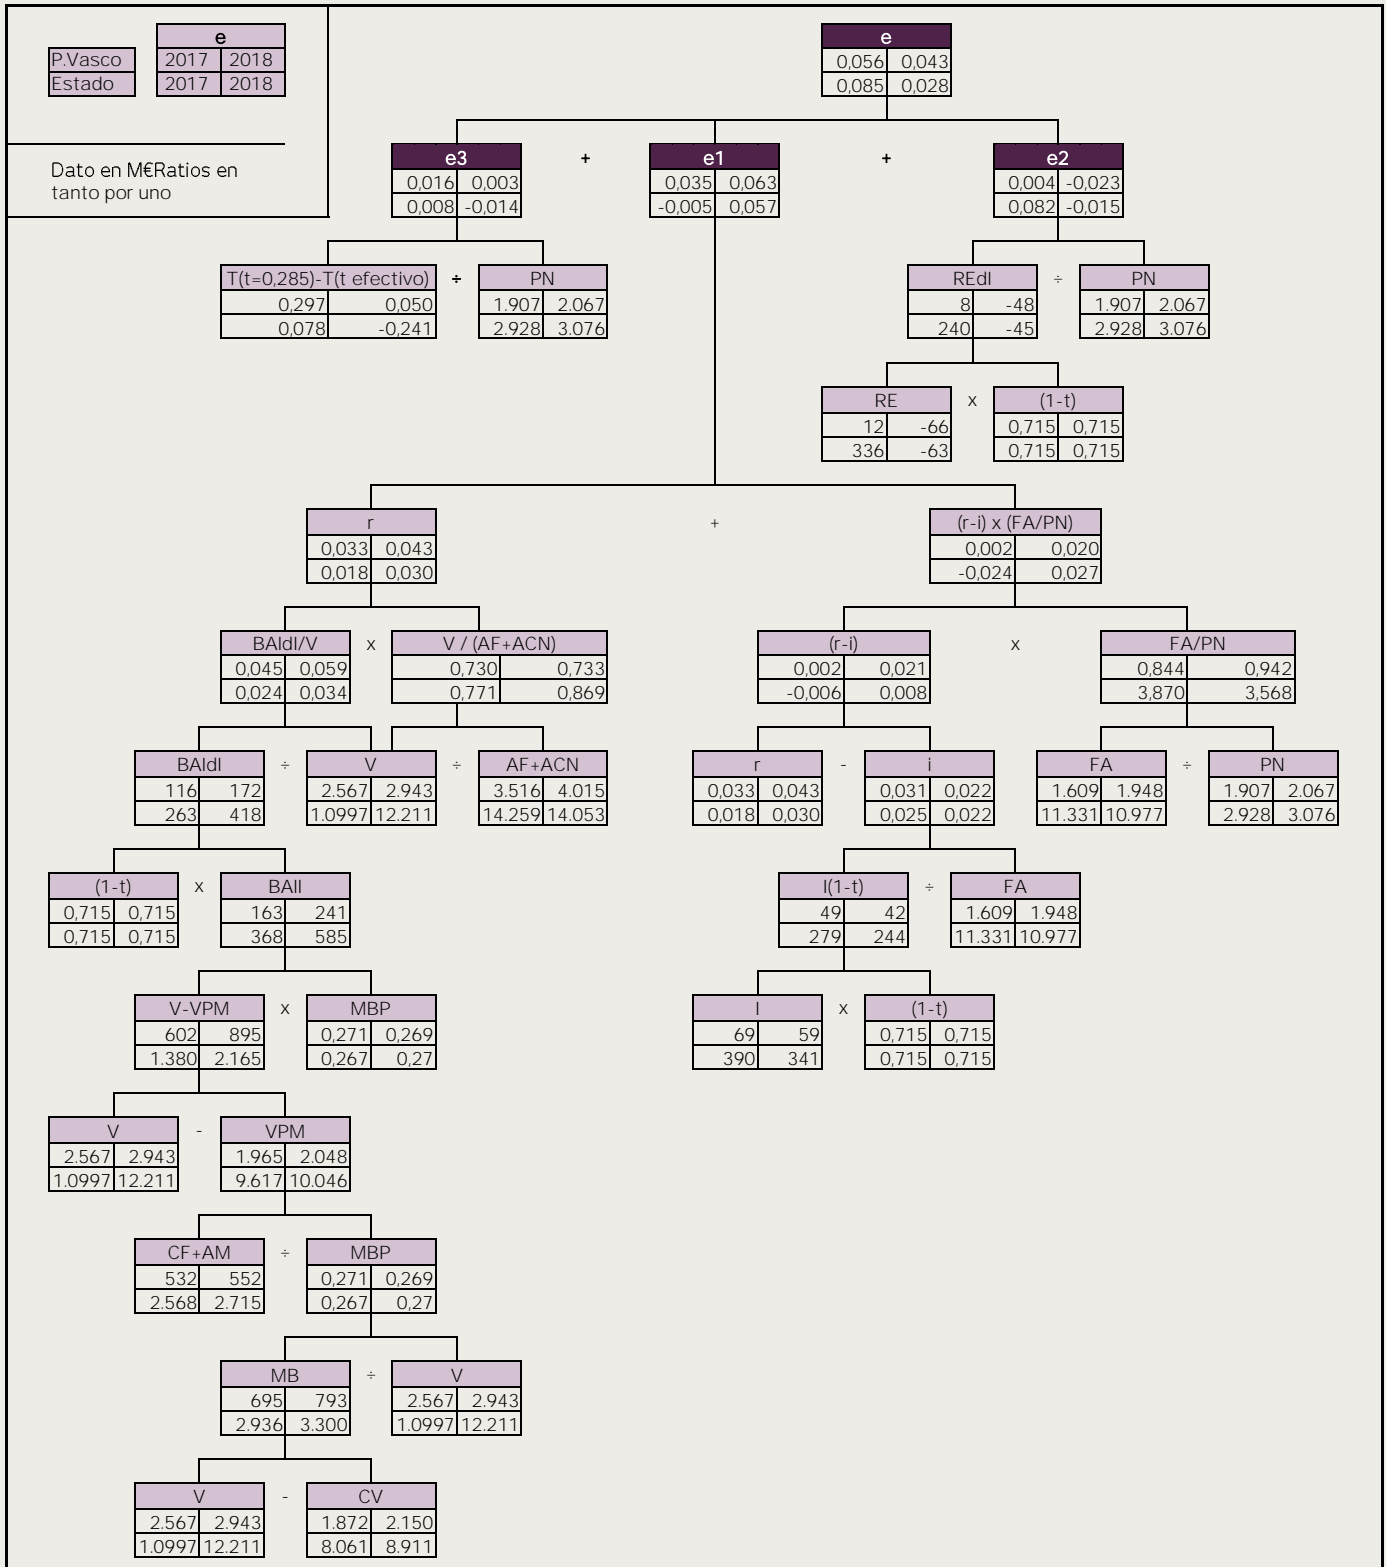 e
P.Vasco 2017 2018
Estado 2017 2018
Dato en M€Ratios en
tanto por uno
e
0,056 0,043
0,085 0,028
e3 + e1 + e2
0,016 0,003 0,035 0,063 0,004 -0,023
0,008 -0,014 -0,005 0,057 0,082 -0,015
T(t=0,285)-T(t efectivo) ÷ PN REdI ÷ PN
0,297 0,050 1.907 2.067 8 -48 1.907 2.067
0,078 -0,241 2.928 3.076 240 -45 2.928 3.076
RE x (1-t)
12 -66 0,715 0,715
336 -63 0,715 0,715
r + (r-i) x (FA/PN)
0,033 0,043 0,002 0,020
0,018 0,030 -0,024 0,027
BAIdI/V x V / (AF+ACN) (r-i) x FA/PN
0,045 0,059 0,730 0,733 0,002 0,021 0,844 0,942
0,024 0,034 0,771 0,869 -0,006 0,008 3,870 3,568
BAIdI ÷ V ÷ AF+ACN r - i FA ÷ PN
116 172 2.567 2.943 3.516 4.015 0,033 0,043 0,031 0,022 1.609 1.948 1.907 2.067
263 418 1.0997 12.211 14.259 14.053 0,018 0,030 0,025 0,022 11.331 10.977 2.928 3.076
(1-t) x BAII I(1-t) ÷ FA
0,715 0,715 163 241 49 42 1.609 1.948
0,715 0,715 368 585 279 244 11.331 10.977
V-VPM x MBP I x (1-t)
602 895 0,271 0,269 69 59 0,715 0,715
1.380 2.165 0,267 0,27 390 341 0,715 0,715
V - VPM
2.567 2.943 1.965 2.048
1.0997 12.211 9.617 10.046
CF+AM ÷ MBP
532 552 0,271 0,269
2.568 2.715 0,267 0,27
MB ÷ V
695 793 2.567 2.943
2.936 3.300 1.0997 12.211
V - CV
2.567 2.943 1.872 2.150
1.0997 12.211 8.061 8.911